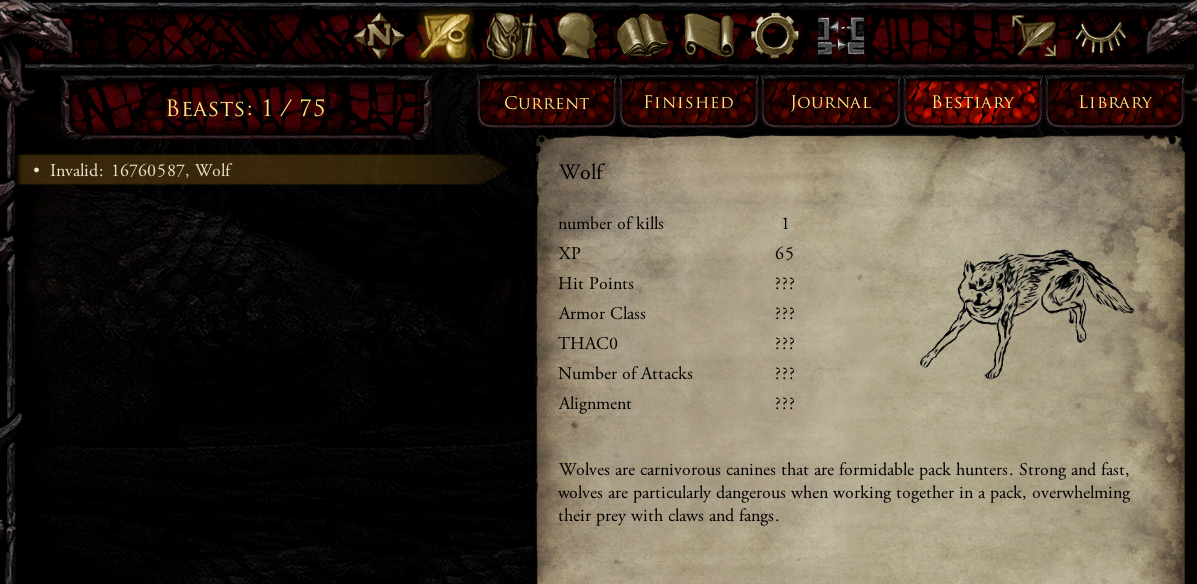 N
BEASTS: 1 / 75
CURRENT
FINISHED
JOURNAL
BESTIARY
LIBRARY
• Invalid: 16760587, Wolf
Wolf
number of kills 1
XP 65
Hit Points ???
Armor Class ???
THAC0 ???
Number of Attacks ???
Alignment ???
Wolves are carnivorous canines that are formidable pack hunters. Strong and fast,
wolves are particularly dangerous when working together in a pack, overwhelming
their prey with claws and fangs.